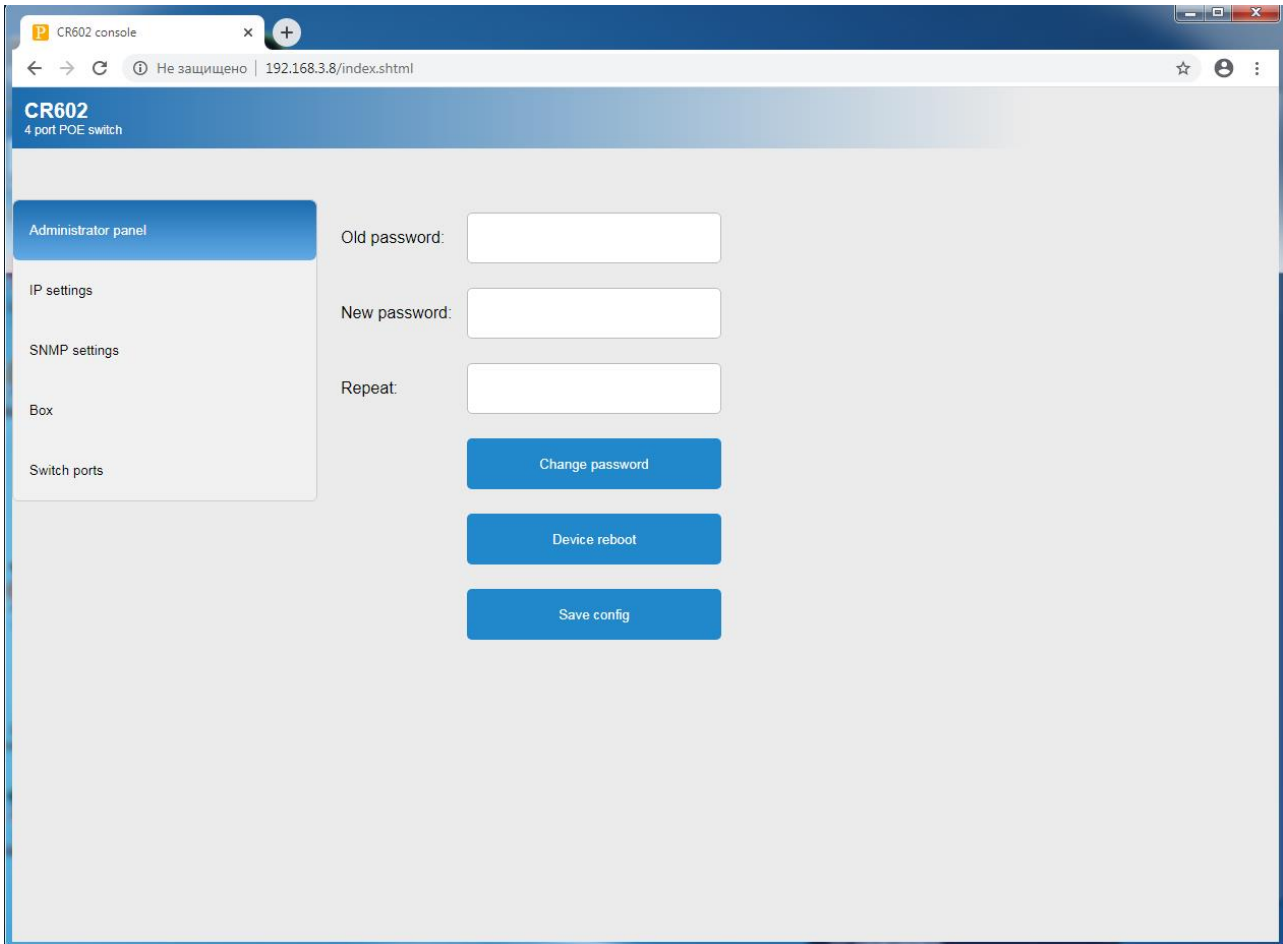 CR602 console
Не защищено | 192.168.3.8/index.shtml
CR602
4 port POE switch
Administrator panel
IP settings
SNMP settings
Box
Switch ports
Old password:
New password:
Repeat:
Change password
Device reboot
Save config